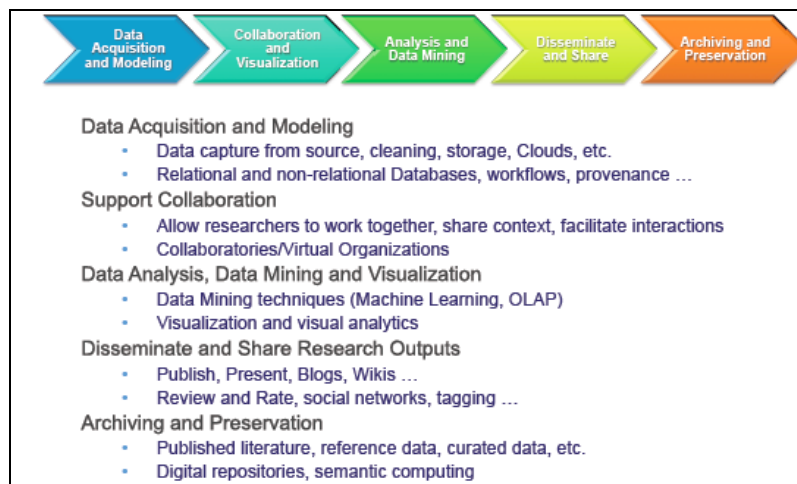 Data
Acquisition
and Modeling
Collaboration
and
Visualization
Analysis and
Data Mining
Disseminate
and Share
Archiving and
Preservation
Data Acquisition and Modeling
• Data capture from source, cleaning, storage, Clouds, etc.
• Relational and non-relational Databases, workflows, provenance …
Support Collaboration
• Allow researchers to work together, share context, facilitate interactions
• Collaboratories/Virtual Organizations
Data Analysis, Data Mining and Visualization
• Data Mining techniques (Machine Learning, OLAP)
• Visualization and visual analytics
Disseminate and Share Research Outputs
• Publish, Present, Blogs, Wikis …
• Review and Rate, social networks, tagging …
Archiving and Preservation
• Published literature, reference data, curated data, etc.
• Digital repositories, semantic computing